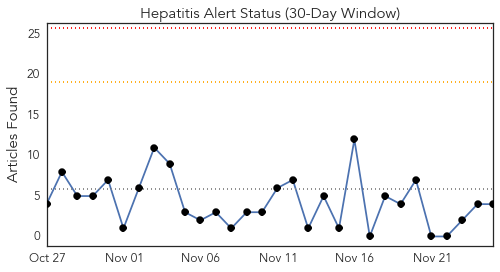 Hepatitis Alert Status (30-Day Window)
Articles Found
25
20
15
10
5
0
Oct 27 Nov 01 Nov 06 Nov 11 Nov 16 Nov 21